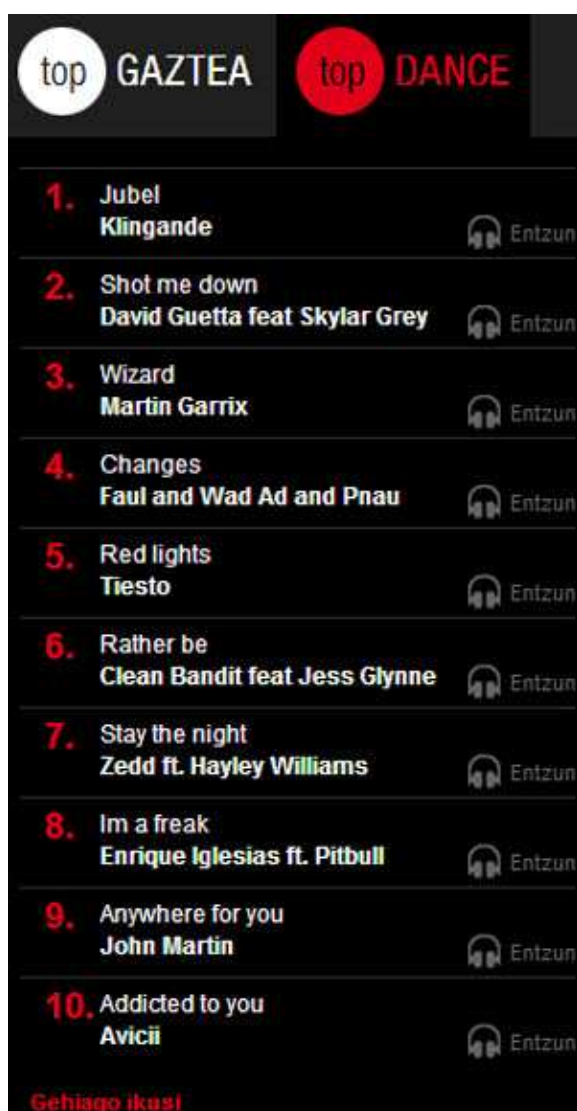 top GAZTEA top DANCE
1. Jubel
Klingande
Entzun
2. Shot me down
David Guetta feat Skylar Grey
Entzun
3. Wizard
Martin Garrix
Entzun
4. Changes
Faul and Wad Ad and Pnau
Entzun
5. Red lights
Tiesto
Entzun
6. Rather be
Clean Bandit feat Jess Glynne
Entzun
7. Stay the night
Zedd ft. Hayley Williams
Entzun
8. Im a freak
Enrique Iglesias ft. Pitbull
Entzun
9. Anywhere for you
John Martin
Entzun
10. Addicted to you
Avicii
Entzun
Gehiago ikusi